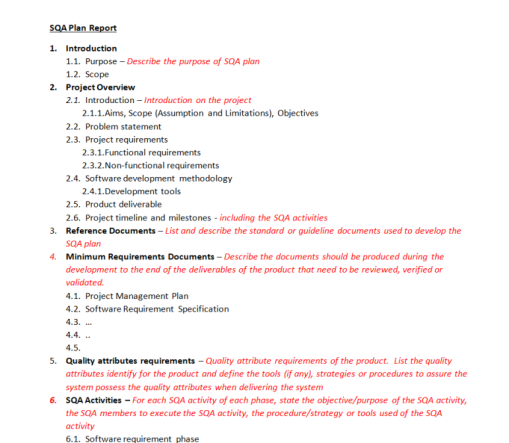 SQA Plan Report
1. Introduction
1.1. Purpose – Describe the purpose of SQA plan
1.2. Scope
2. Project Overview
2.1. Introduction – Introduction on the project
2.1.1.Aims, Scope (Assumption and Limitations), Objectives
2.2. Problem statement
2.3. Project requirements
2.3.1.Functional requirements
2.3.2.Non-functional requirements
2.4. Software development methodology
2.4.1.Development tools
2.5. Product deliverable
2.6. Project timeline and milestones - including the SQA activities
3. Reference Documents – List and describe the standard or guideline documents used to develop the
SQA plan
4. Minimum Requirements Documents – Describe the documents should be produced during the
development to the end of the deliverables of the product that need to be reviewed, verified or
validated.
4.1. Project Management Plan
4.2. Software Requirement Specification
4.3. ...
4.4. ..
4.5.
5. Quality attributes requirements – Quality attribute requirements of the product. List the quality
attributes identify for the product and define the tools (if any), strategies or procedures to assure the
system possess the quality attributes when delivering the system
6. SQA Activities – For each SQA activity of each phase, state the objective/purpose of the SQA activity,
the SQA members to execute the SQA activity, the procedure/strategy or tools used of the SQA
activity
6.1. Software requirement phase